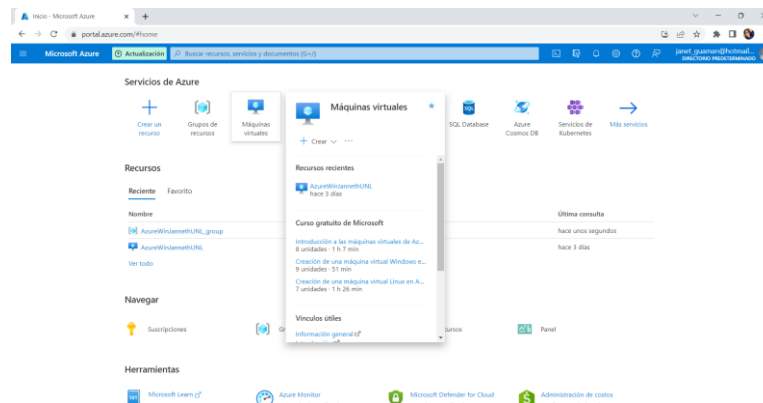 Inicio - Microsoft Azure
portal.azure.com/#home
Microsoft Azure
Actualización
Buscar recursos, servicios y documentos (G+/)
janet_guaman@hotmail...
DIRECTORIO PREDETERMINADO
Servicios de Azure
Crear un
recurso
Grupos de
recursos
Máquinas
virtuales
SQL Database
Azure
Cosmos DB
Servicios de
Kubernetes
Más servicios
Máquinas virtuales
Crear
Recursos recientes
AzureWinJannethUNL
hace 3 días
Curso gratuito de Microsoft
Introducción a las máquinas virtuales de Az...
8 unidades · 1 h 7 min
Creación de una máquina virtual Windows e...
9 unidades · 51 min
Creación de una máquina virtual Linux en A...
7 unidades · 1 h 26 min
Vínculos útiles
Información general
Recursos
Reciente
Favorito
Nombre
Última consulta
AzureWinJannethUNL_group
hace unos segundos
AzureWinJannethUNL
hace 3 días
Ver todo
Navegar
Suscripciones
Panel
Herramientas
Microsoft Learn
Azure Monitor
Microsoft Defender for Cloud
Administración de costos